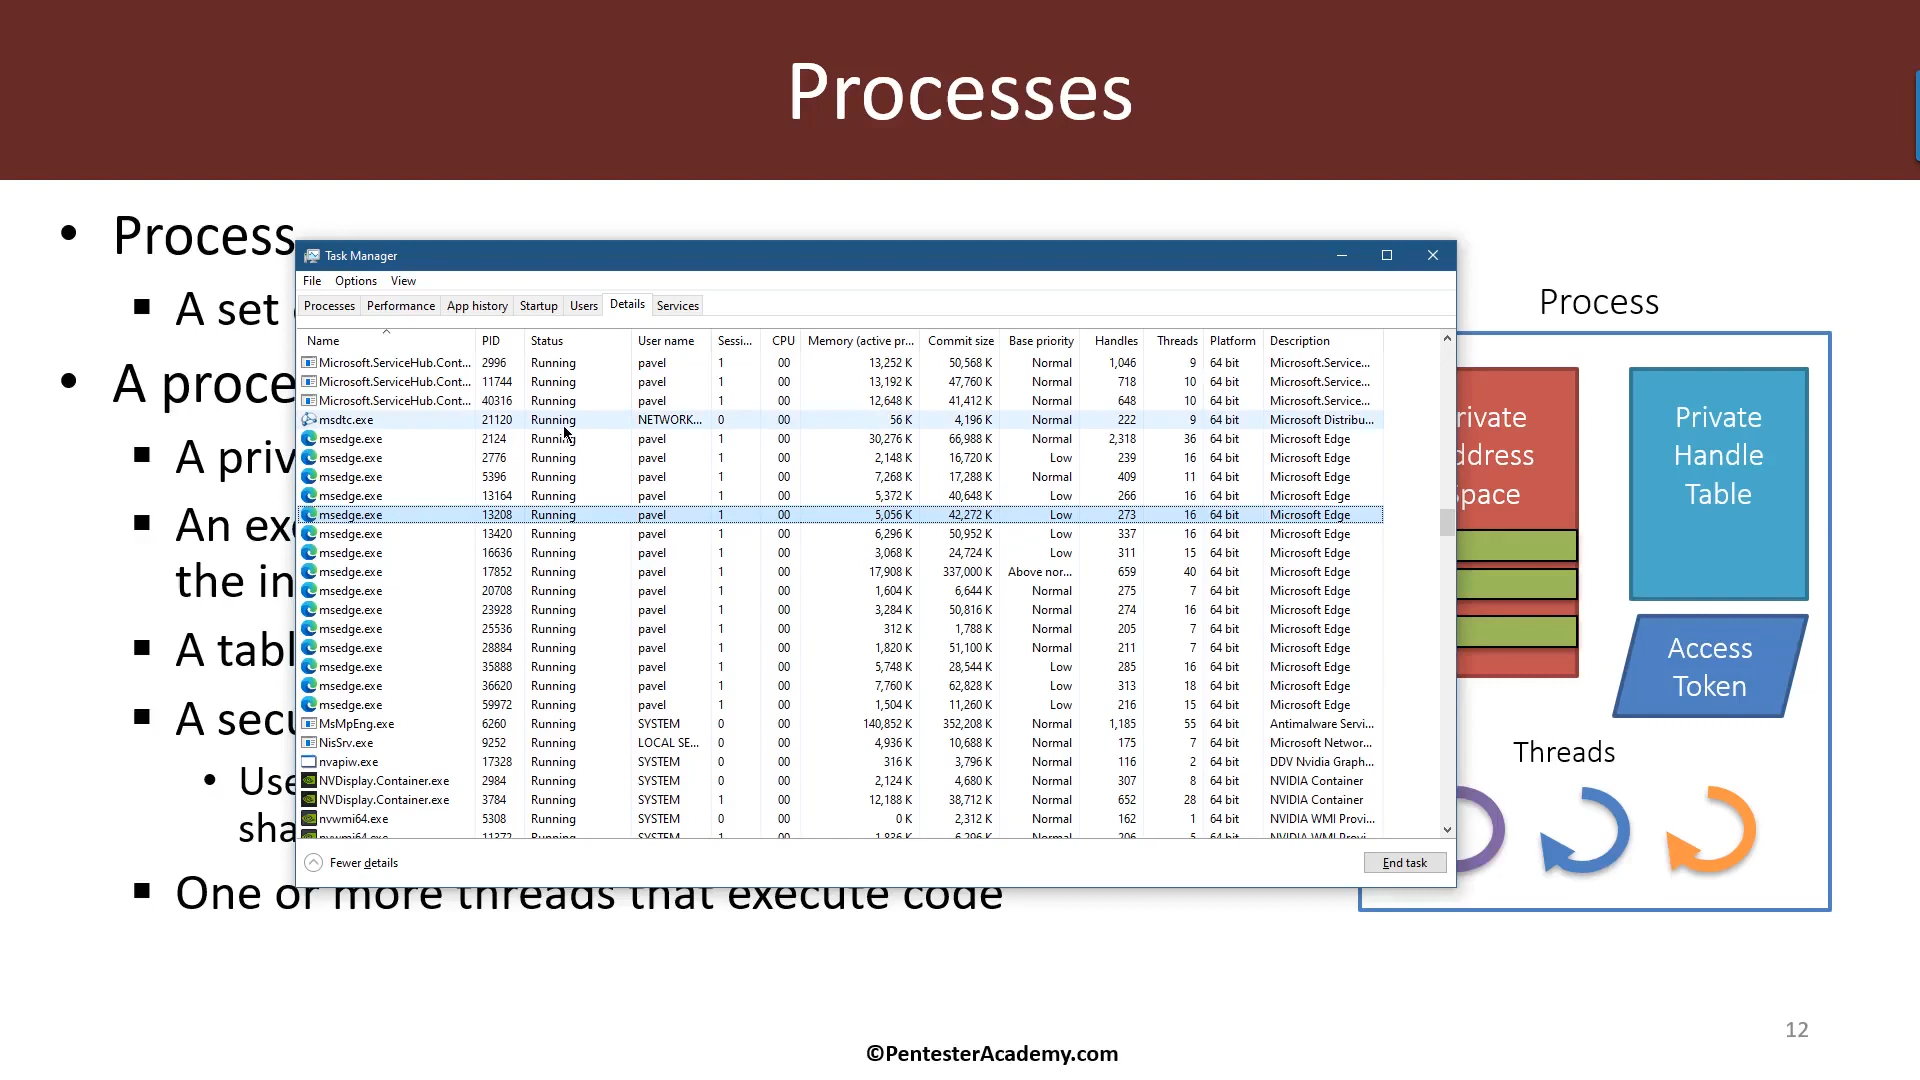 Processes
• Process
▪ A set
• A proce
▪ A priv
▪ An exe
the in
▪ A tabl
▪ A secu
• Use
sha
▪ One or more threads that execute code
Task Manager
File Options View
Processes Performance App history Startup Users Details Services
Name PID Status User name Sessi... CPU Memory (active pr... Commit size Base priority Handles Threads Platform Description
Microsoft.ServiceHub.Cont... 2996 Running pavel 1 00 13,252 K 50,568 K Normal 1,046 9 64 bit Microsoft.Service...
Microsoft.ServiceHub.Cont... 11744 Running pavel 1 00 13,192 K 47,760 K Normal 718 10 64 bit Microsoft.Service...
Microsoft.ServiceHub.Cont... 40316 Running pavel 1 00 12,648 K 41,412 K Normal 648 10 64 bit Microsoft.Service...
msdtc.exe 21120 Running NETWORK... 0 00 56 K 4,196 K Normal 222 9 64 bit Microsoft Distribu...
msedge.exe 2124 Running pavel 1 00 30,276 K 66,988 K Normal 2,318 36 64 bit Microsoft Edge
msedge.exe 2776 Running pavel 1 00 2,148 K 16,720 K Low 239 16 64 bit Microsoft Edge
msedge.exe 5396 Running pavel 1 00 7,268 K 17,288 K Normal 409 11 64 bit Microsoft Edge
msedge.exe 13164 Running pavel 1 00 5,372 K 40,648 K Low 266 16 64 bit Microsoft Edge
msedge.exe 13208 Running pavel 1 00 5,056 K 42,272 K Low 273 16 64 bit Microsoft Edge
msedge.exe 13420 Running pavel 1 00 6,296 K 50,952 K Low 337 16 64 bit Microsoft Edge
msedge.exe 16636 Running pavel 1 00 3,068 K 24,724 K Low 311 15 64 bit Microsoft Edge
msedge.exe 17852 Running pavel 1 00 17,908 K 337,000 K Above nor... 659 40 64 bit Microsoft Edge
msedge.exe 20708 Running pavel 1 00 1,604 K 6,644 K Normal 275 7 64 bit Microsoft Edge
msedge.exe 23928 Running pavel 1 00 3,284 K 50,816 K Normal 274 16 64 bit Microsoft Edge
msedge.exe 25536 Running pavel 1 00 312 K 1,788 K Normal 205 7 64 bit Microsoft Edge
msedge.exe 28884 Running pavel 1 00 1,820 K 51,100 K Normal 211 7 64 bit Microsoft Edge
msedge.exe 35888 Running pavel 1 00 5,748 K 28,544 K Low 285 16 64 bit Microsoft Edge
msedge.exe 36620 Running pavel 1 00 7,760 K 62,828 K Low 313 18 64 bit Microsoft Edge
msedge.exe 59972 Running pavel 1 00 1,504 K 11,260 K Low 216 15 64 bit Microsoft Edge
MsMpEng.exe 6260 Running SYSTEM 0 00 140,852 K 352,208 K Normal 1,185 55 64 bit Antimalware Servi...
NisSrv.exe 9252 Running LOCAL SE... 0 00 4,936 K 10,688 K Normal 175 7 64 bit Microsoft Networ...
nvapiw.exe 17328 Running SYSTEM 0 00 316 K 3,796 K Normal 116 2 64 bit DDV Nvidia Graph...
NVDisplay.Container.exe 2984 Running SYSTEM 0 00 2,124 K 4,680 K Normal 307 8 64 bit NVIDIA Container
NVDisplay.Container.exe 3784 Running SYSTEM 1 00 12,188 K 38,712 K Normal 652 28 64 bit NVIDIA Container
nvwmi64.exe 5308 Running SYSTEM 0 00 0 K 2,312 K Normal 162 1 64 bit NVIDIA WMI Provi...
nvwmi64.exe 11372 Running SYSTEM 1 00 1,836 K 6,296 K Normal 206 5 64 bit NVIDIA WMI Provi...
Fewer details
End task
Process
rivate
ddress
pace
Private
Handle
Table
Access
Token
Threads
12
©PentesterAcademy.com